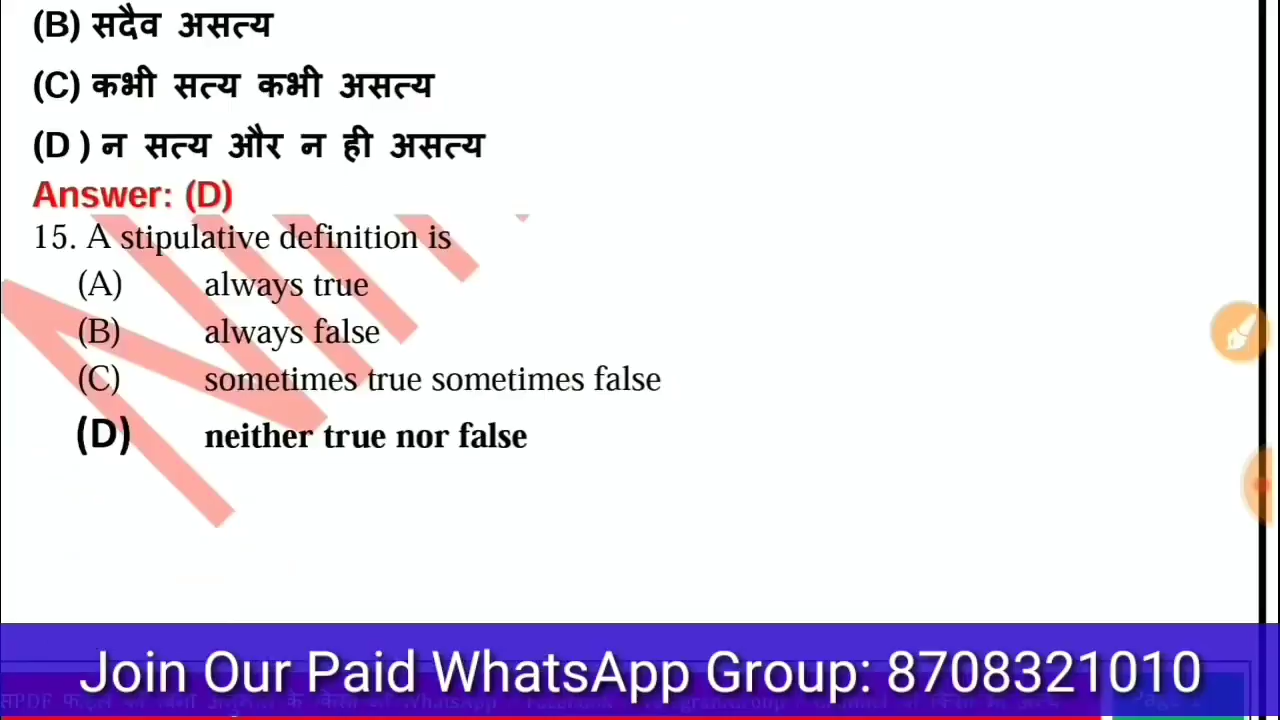 (B) सदैव असत्य
(C) कभी सत्य कभी असत्य
(D ) न सत्य और न ही असत्य
Answer: (D)
15. A stipulative definition is
(A) always true
(B) always false
(C) sometimes true sometimes false
(D) neither true nor false
Join Our Paid WhatsApp Group: 8708321010